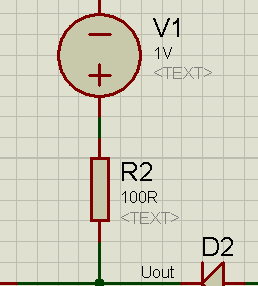 V1
1V
<TEXT>
R2
100R
<TEXT>
D2
Uout